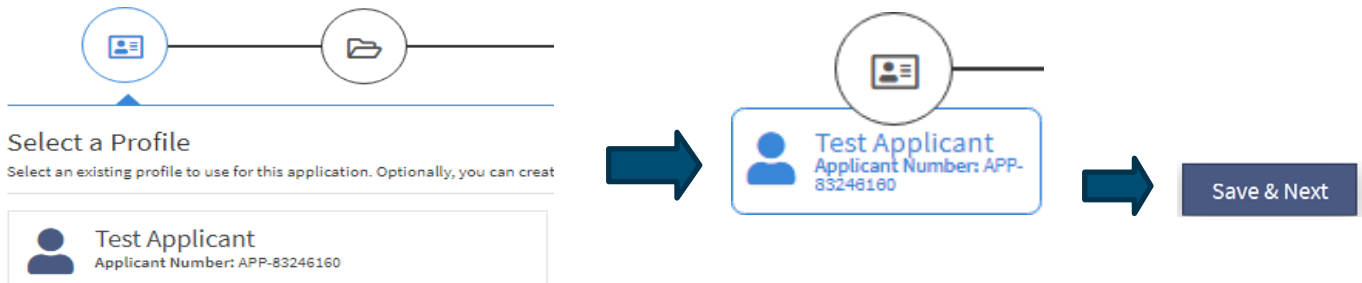 Select a Profile
Select an existing profile to use for this application. Optionally, you can creat
Test Applicant
Applicant Number: APP-83246160
Test Applicant
Applicant Number: APP-
83246160
Save & Next